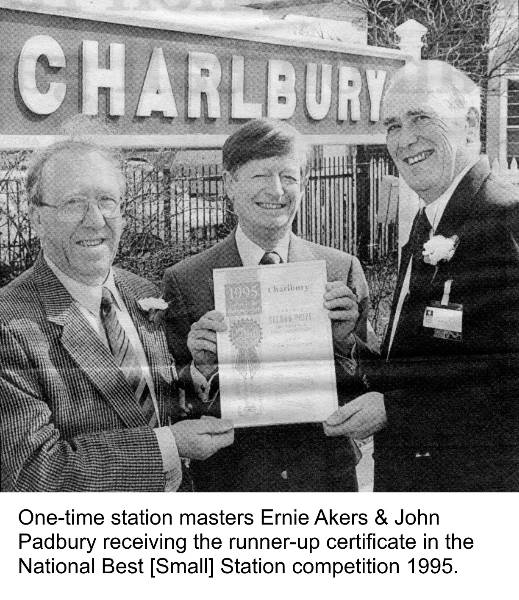 CHARLBURY
1995
Charlbury
SECOND PRIZE
One-time station masters Ernie Akers & John
Padbury receiving the runner-up certificate in the
National Best [Small] Station competition 1995.